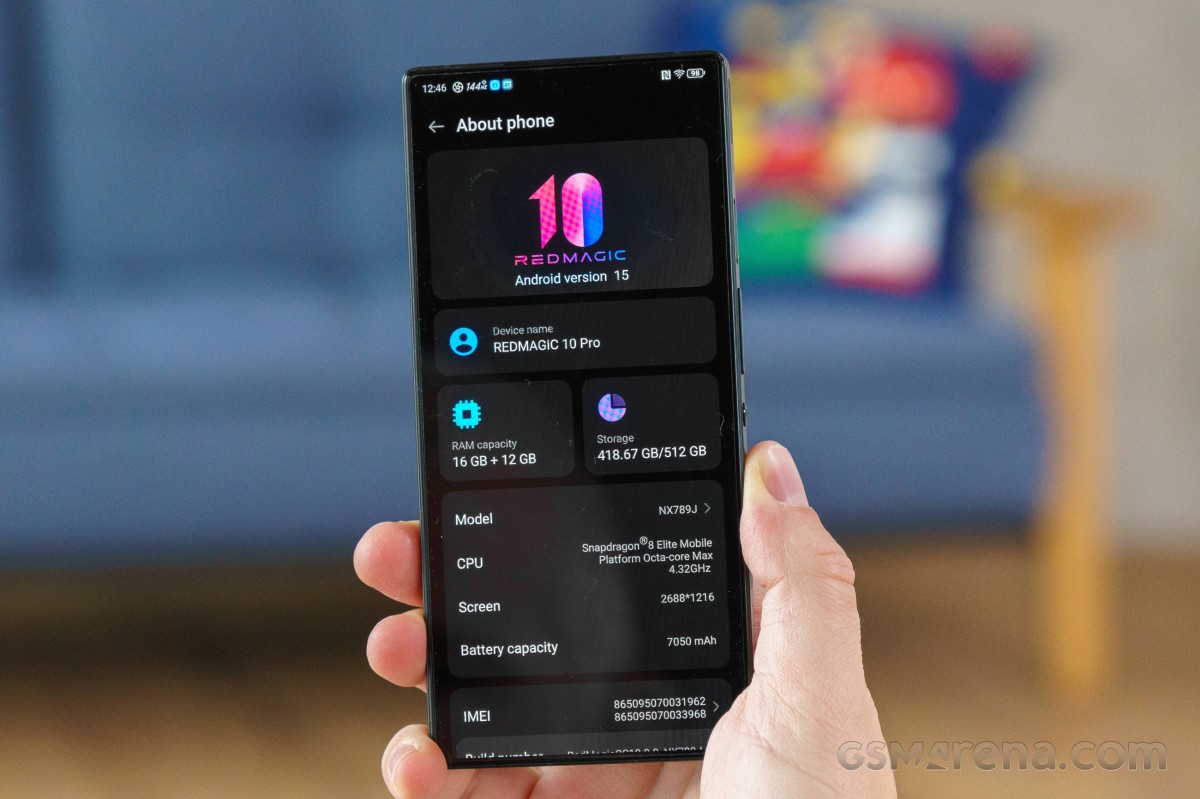 12:46 144Hz 98
About phone
10
REDMAGIC
Android version 15
Device name
REDMAGIC 10 Pro
RAM capacity
16 GB + 12 GB
Storage
418.67 GB/512 GB
Model NX789J
CPU Snapdragon®8 Elite Mobile
Platform Octa-core Max
4.32GHz
Screen 2688*1216
Battery capacity 7050 mAh
IMEI 865095070031962
865095070033968
Build number
GSMArena.com